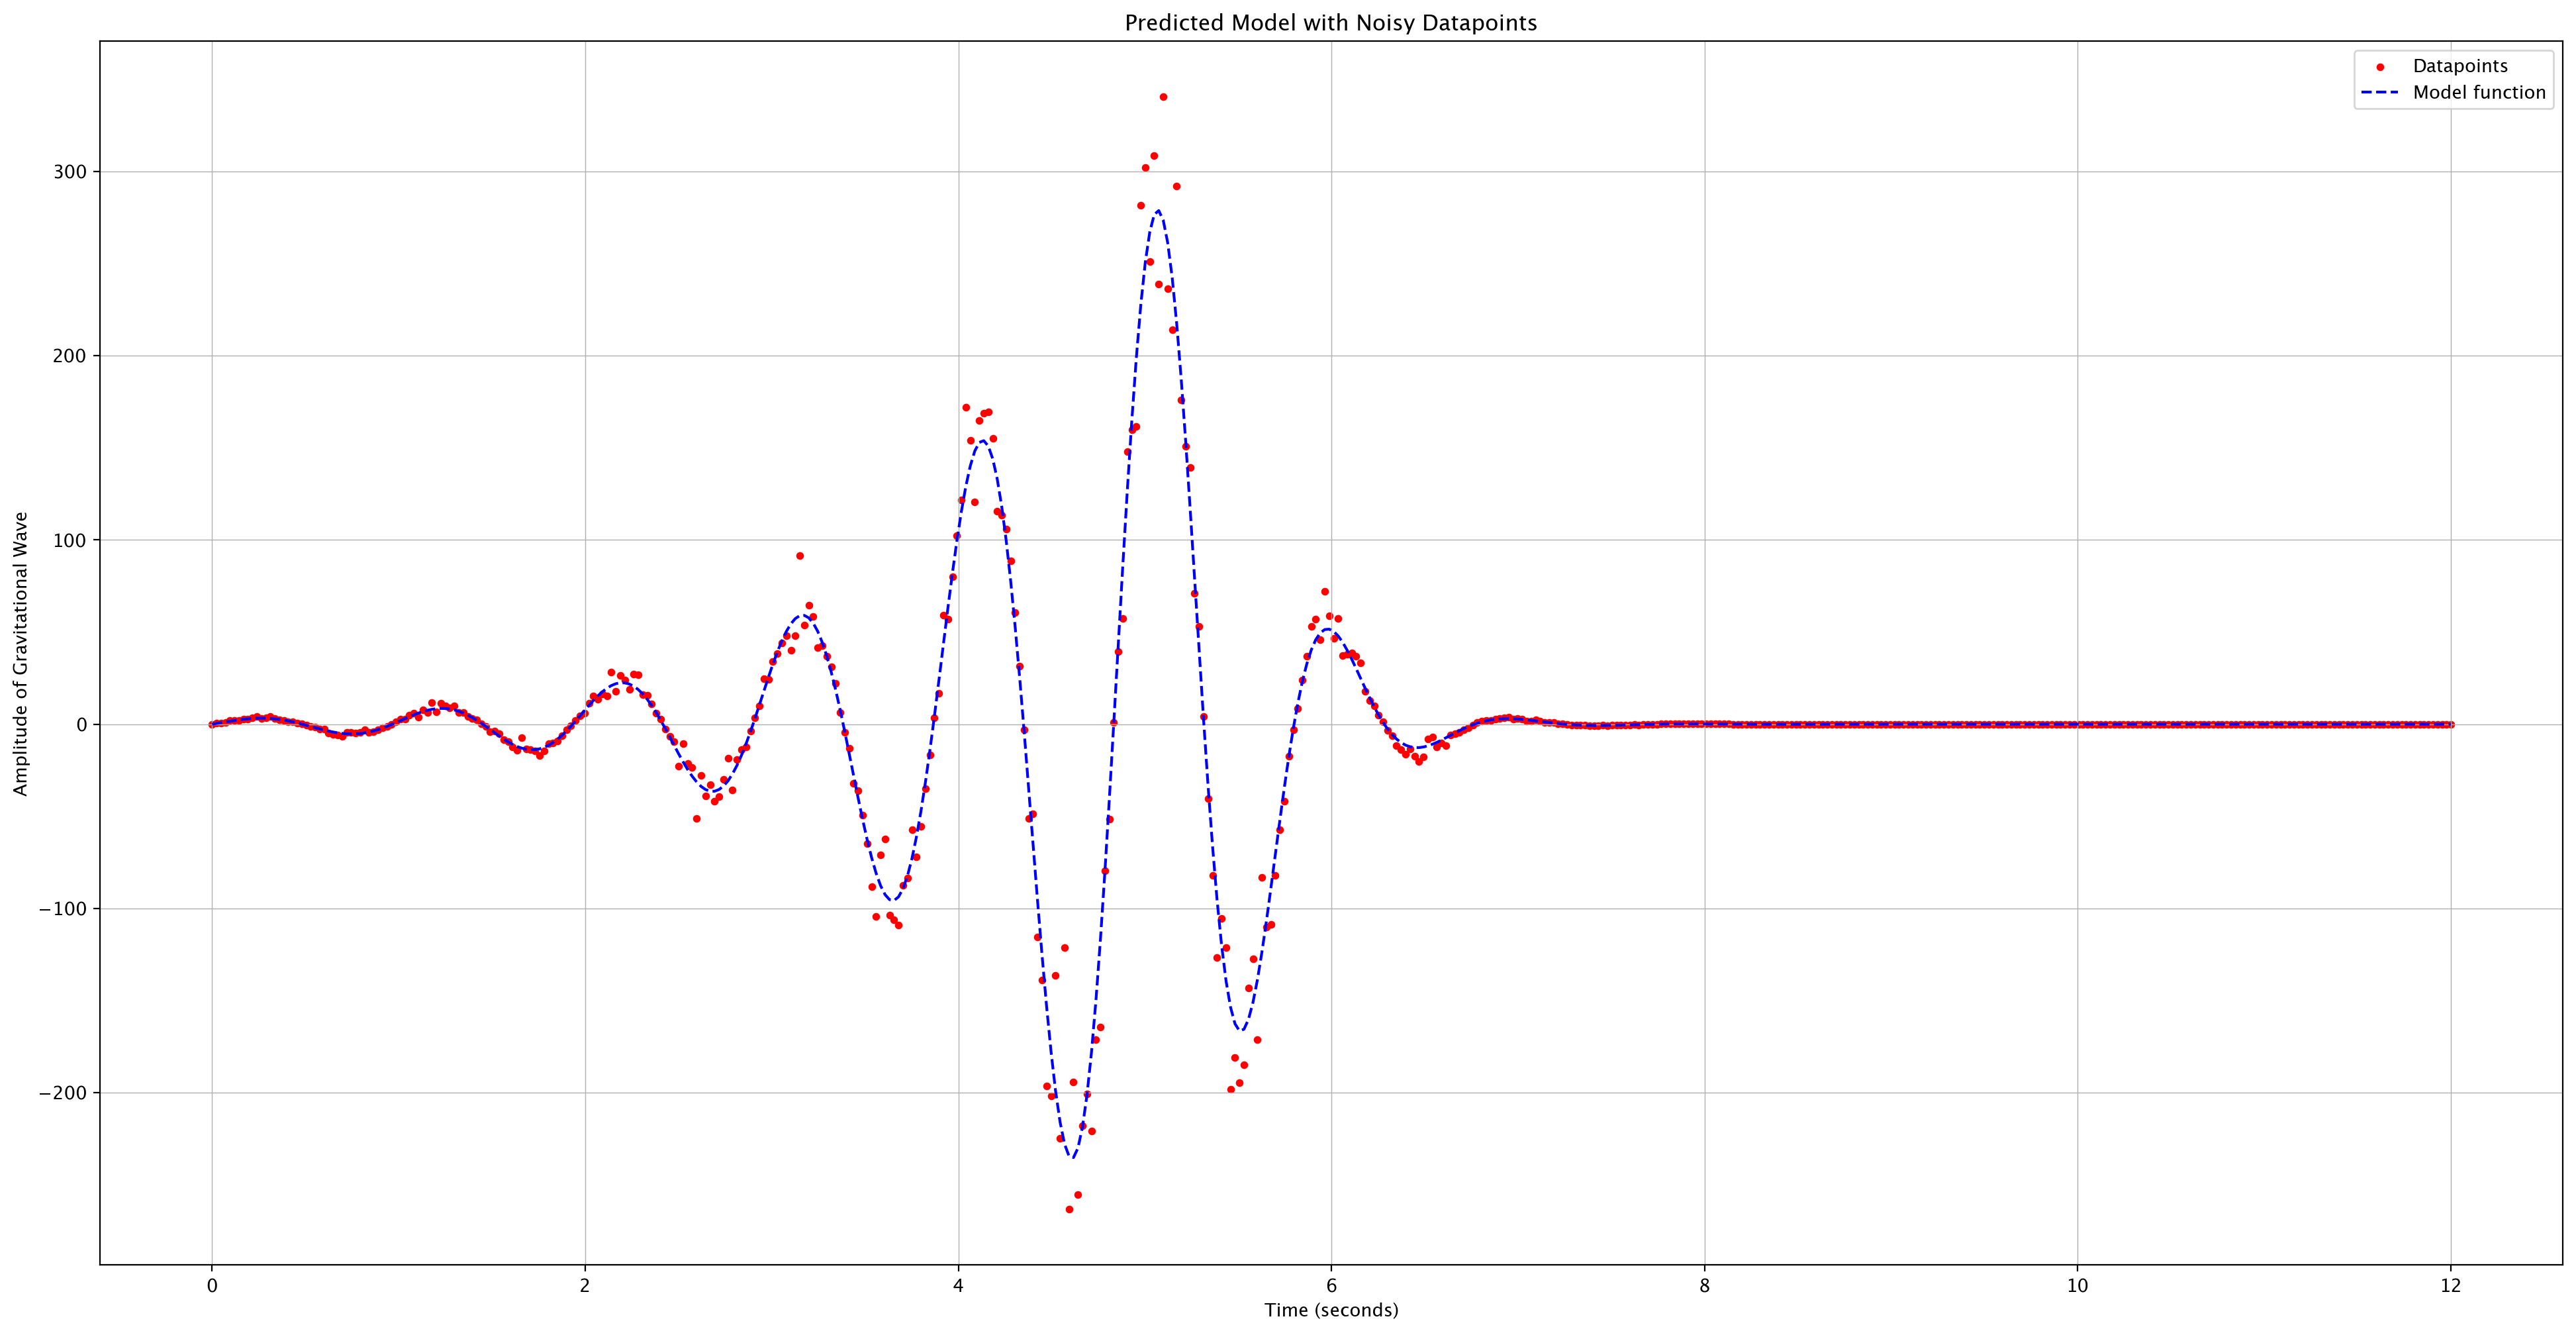 Predicted Model with Noisy Datapoints
Datapoints
Model function
Amplitude of Gravitational Wave
300
200
100
0
−100
−200
0 2 4 6 8 10 12
Time (seconds)